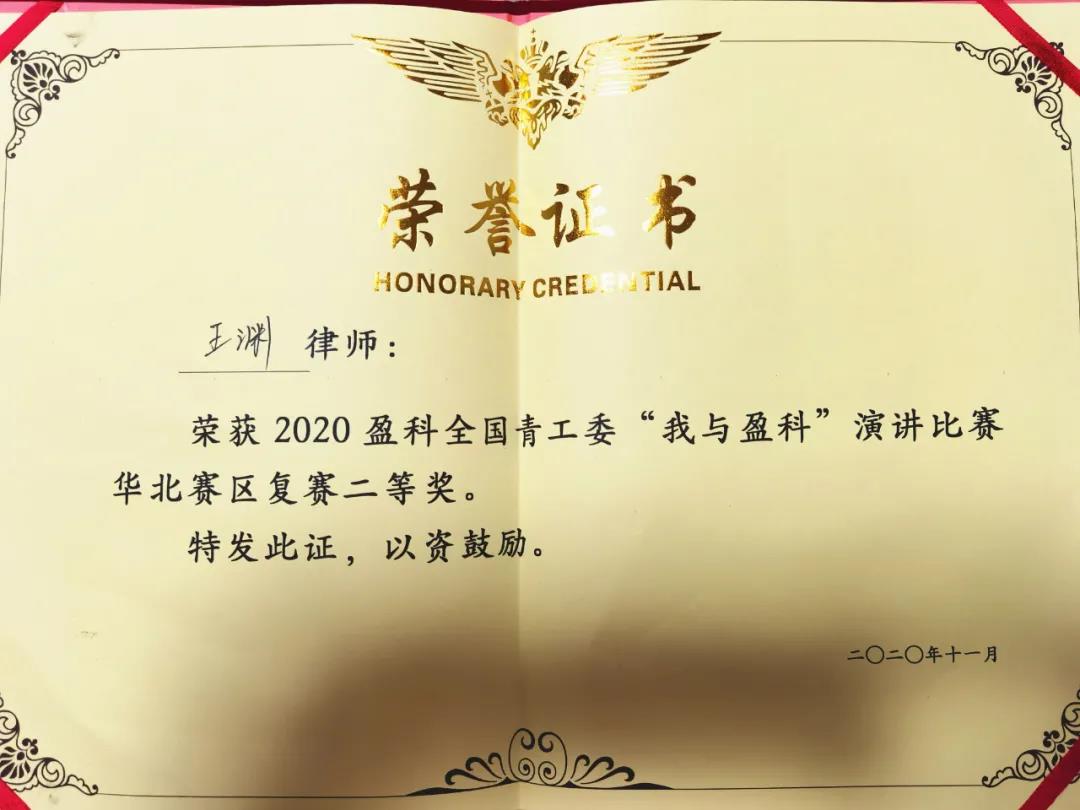 荣誉证书
HONORARY CREDENTIAL
王渊 律师：
荣获 2020 盈科全国青工委“我与盈科”演讲比赛
华北赛区复赛二等奖。
特发此证，以资鼓励。
二〇二〇年十一月